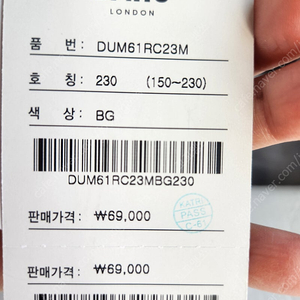 LONDON
품 번: DUM61RC23M
호 칭: 230 (150~230)
색 상: BG
DUM61RC23MBG230
판매가격: ₩69,000
PASS
판매가격: ₩69,000